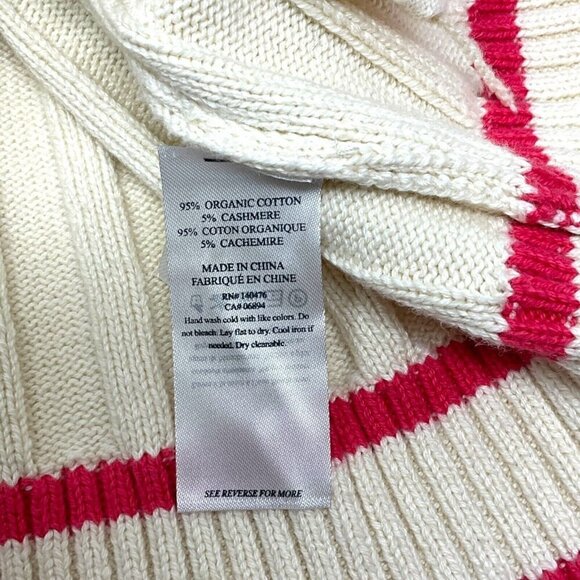 95% ORGANIC COTTON
5% CASHMERE
95% COTON ORGANIQUE
5% CACHEMIRE
MADE IN CHINA
FABRIQUÉ EN CHINE
RN# 140476
CA# 06894
Hand wash cold with like colors. Do
not bleach. Lay flat to dry. Cool iron if
needed. Dry cleanable.
SEE REVERSE FOR MORE